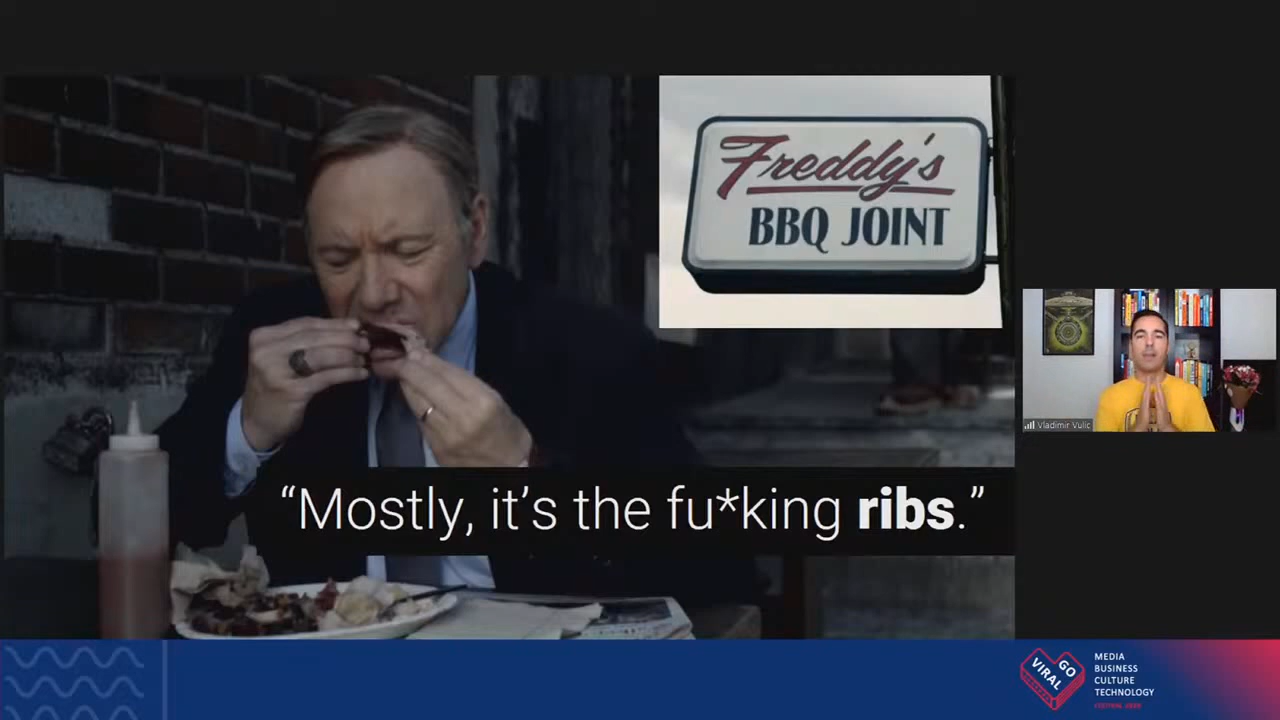 Freddy's
BBQ JOINT
Vladimir Vulic
“Mostly, it’s the fu*king ribs.”
GO
VIRAL
MEDIA
BUSINESS
CULTURE
TECHNOLOGY